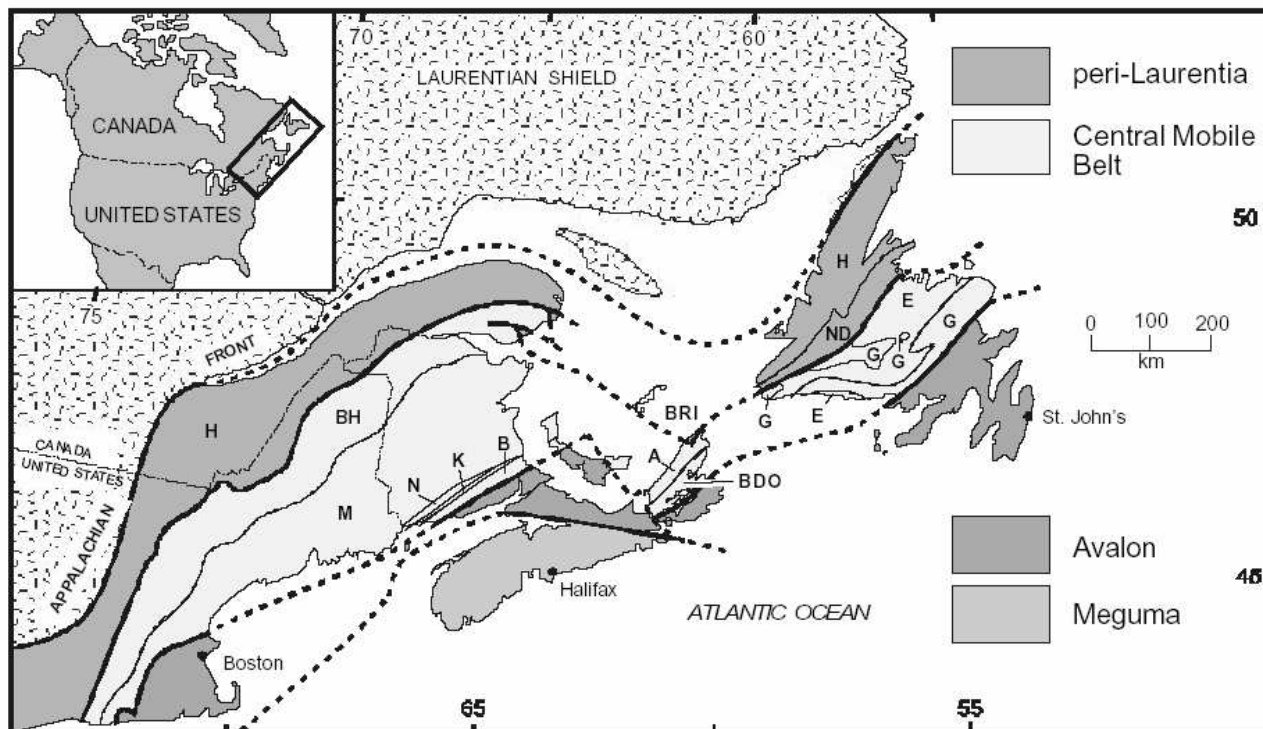 70
60
LAURENTIAN SHIELD
CANADA
UNITED STATES
peri-Laurentia
Central Mobile
Belt
50
75
FRONT
H
E
G
ND
G
G
0 100 200
km
BH
H
BRI
G
E
St. John's
CANADA
UNITED STATES
A
B
K
N
BDO
M
APPALACHIAN
Avalon
Halifax
45
ATLANTIC OCEAN
Meguma
Boston
65
55